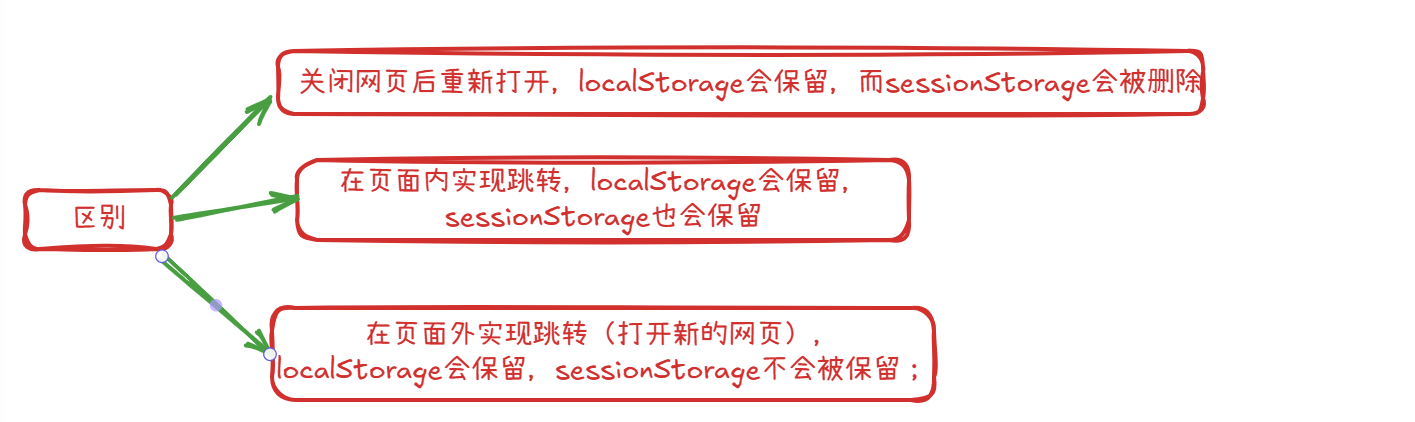 关闭网页后重新打开，localStorage会保留，而sessionStorage会被删除
区别
在页面内实现跳转，localStorage会保留，
sessionStorage也会保留
在页面外实现跳转（打开新的网页），
localStorage会保留，sessionStorage不会被保留；